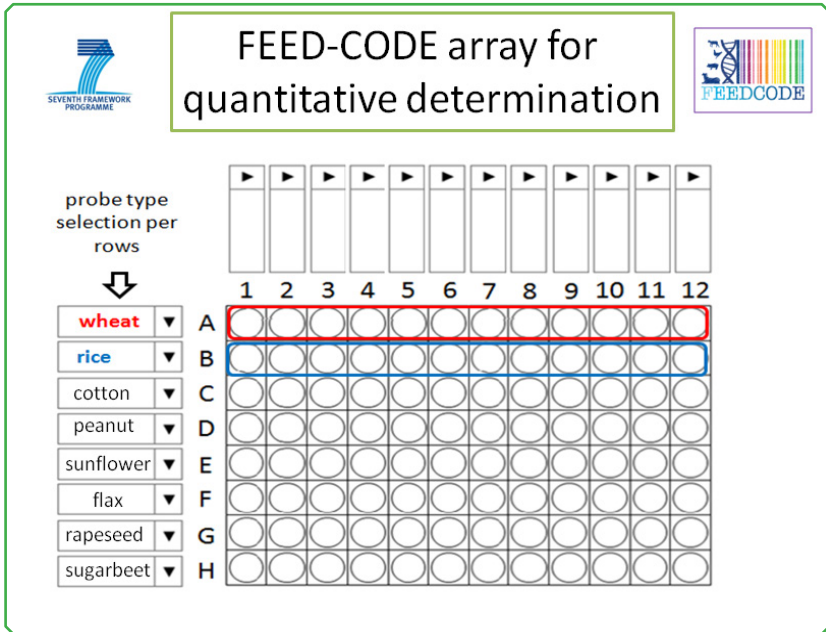 FEED-CODE array for
quantitative determination
SEVENTH FRAMEWORK
PROGRAMME
FEEDCODE
probe type
selection per
rows
1 2 3 4 5 6 7 8 9 10 11 12
wheat A
rice B
cotton C
peanut D
sunflower E
flax F
rapeseed G
sugarbeet H